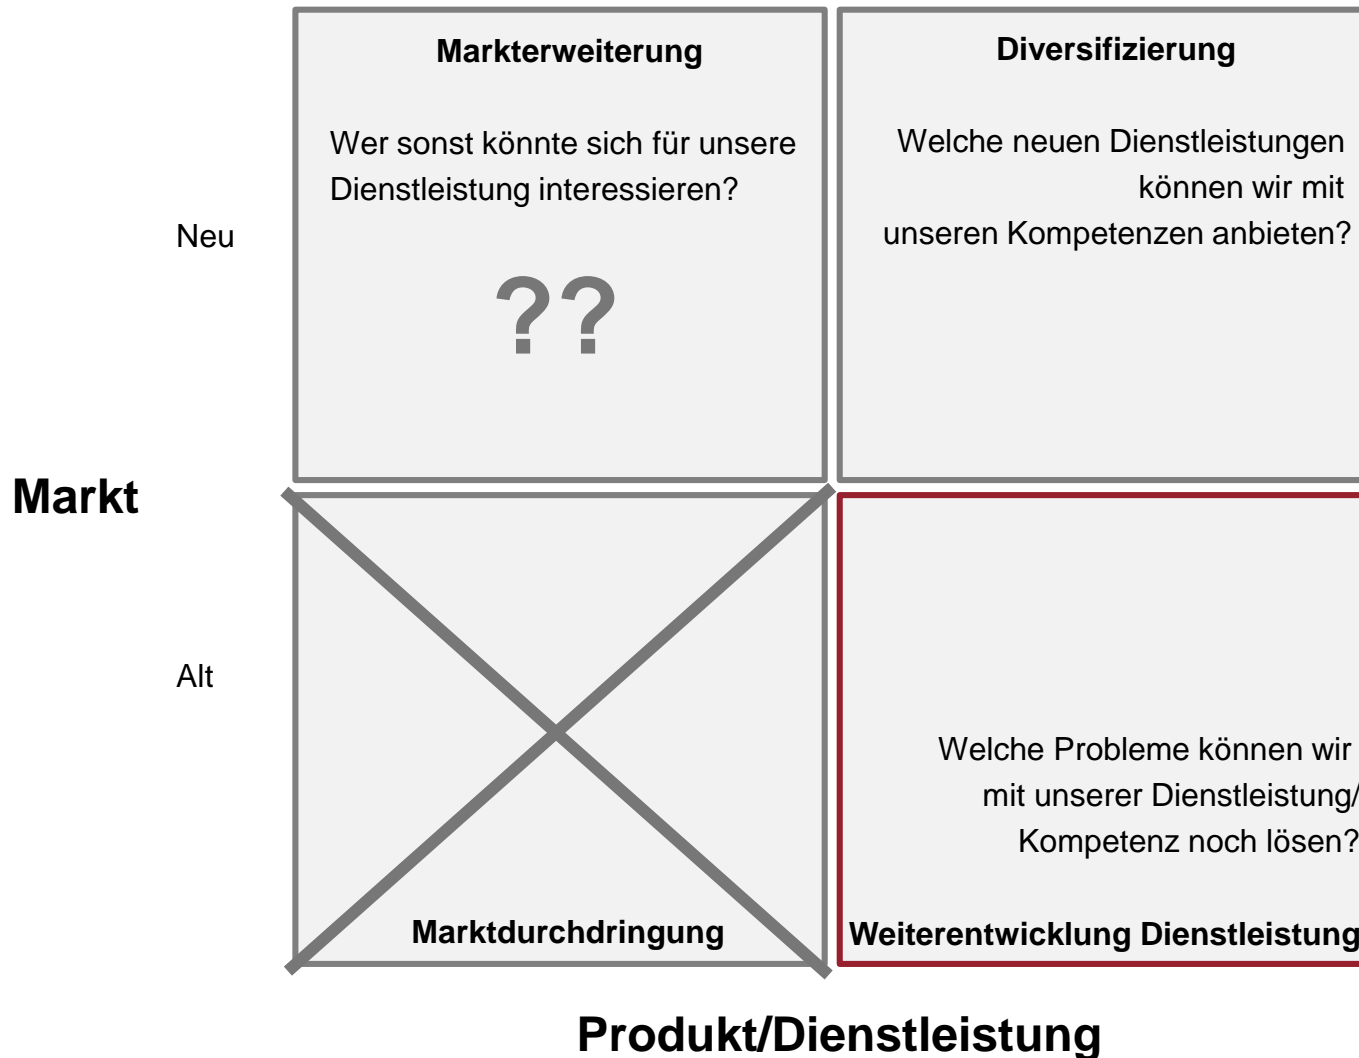 Markterweiterung
Wer sonst könnte sich für unsere
Dienstleistung interessieren?
??
Diversifizierung
Welche neuen Dienstleistungen
können wir mit
unseren Kompetenzen anbieten?
Neu
Markt
Alt
Marktdurchdringung
Welche Probleme können wir
mit unserer Dienstleistung/
Kompetenz noch lösen?
Weiterentwicklung Dienstleistung
Produkt/Dienstleistung